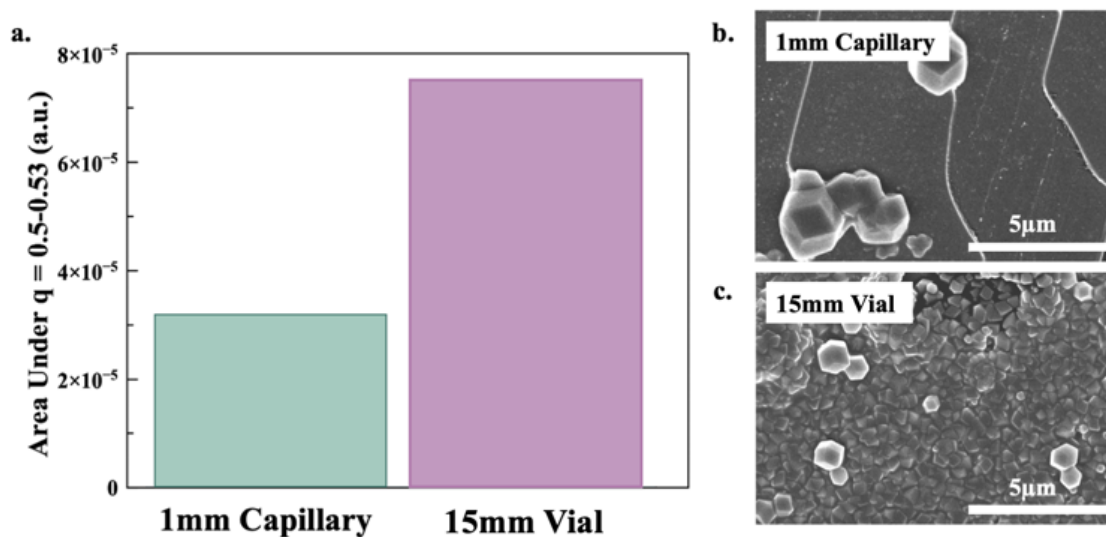 a.
Area Under q = 0.5-0.53 (a.u.)
8×10⁻⁵
6×10⁻⁵
4×10⁻⁵
2×10⁻⁵
0
1mm Capillary
15mm Vial
b.
1mm Capillary
5µm
c.
15mm Vial
5µm